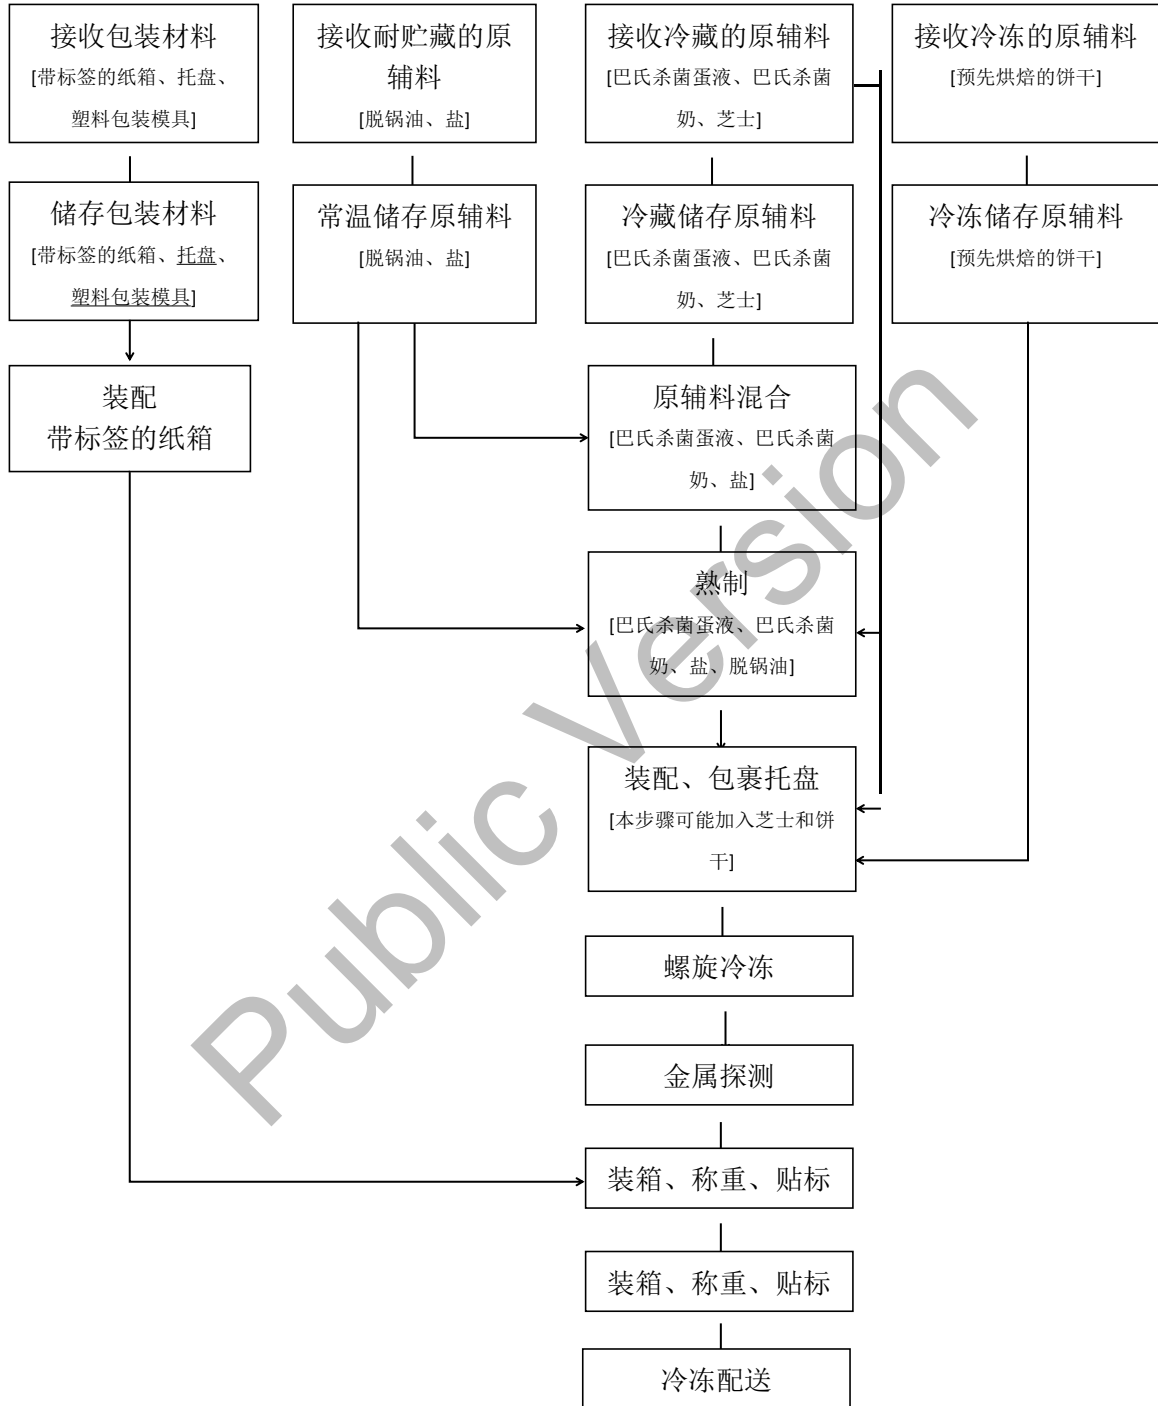 接收包装材料
[带标签的纸箱、托盘、
塑料包装模具]
接收耐贮藏的原
辅料
[脱锅油、盐]
接收冷藏的原辅料
[巴氏杀菌蛋液、巴氏杀菌
奶、芝士]
接收冷冻的原辅料
[预先烘焙的饼干]
储存包装材料
[带标签的纸箱、托盘、
塑料包装模具]
常温储存原辅料
[脱锅油、盐]
冷藏储存原辅料
[巴氏杀菌蛋液、巴氏杀菌
奶、芝士]
冷冻储存原辅料
[预先烘焙的饼干]
装配
带标签的纸箱
原辅料混合
[巴氏杀菌蛋液、巴氏杀菌
奶、盐]
熟制
[巴氏杀菌蛋液、巴氏杀菌
奶、盐、脱锅油]
装配、包裹托盘
[本步骤可能加入芝士和饼
干]
螺旋冷冻
金属探测
装箱、称重、贴标
装箱、称重、贴标
冷冻配送
Public Version